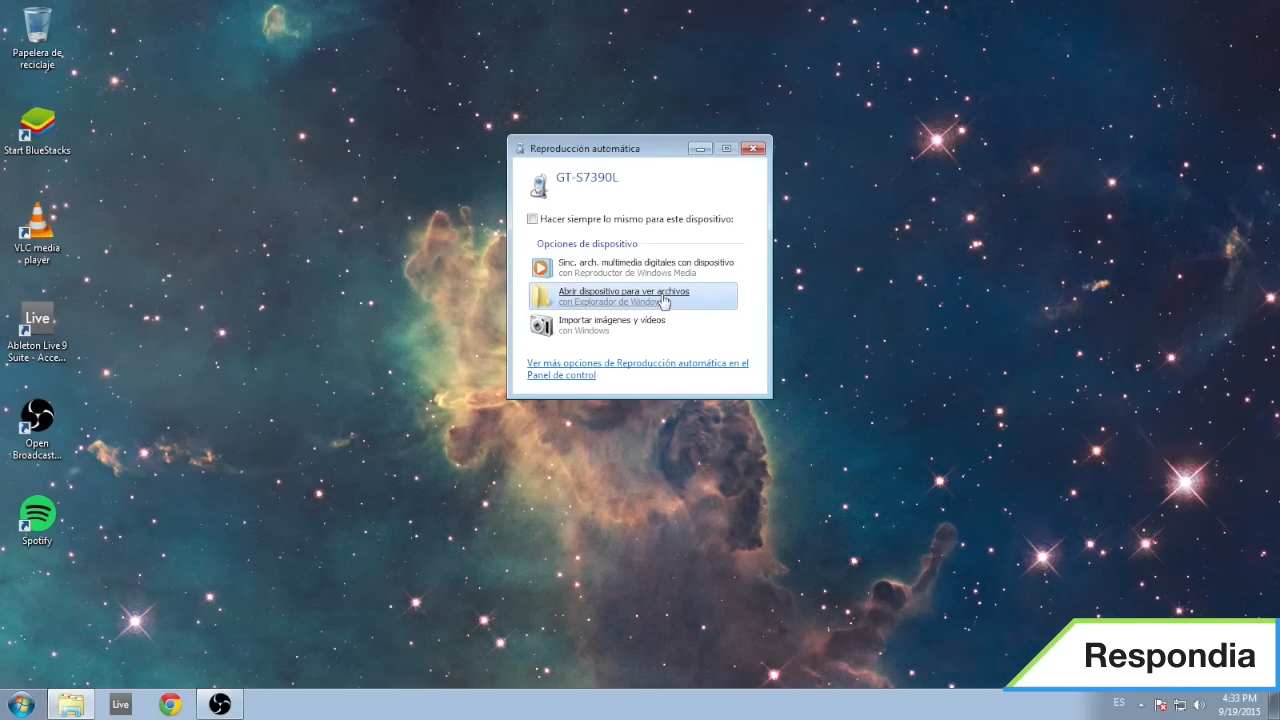 Papelera de
reciclaje
Start BlueStacks
VLC media
player
Live
Ableton Live 9
Suite - Acce...
Open
Broadcast...
Spotify
Reproducción automática
GT-S7390L
Hacer siempre lo mismo para este dispositivo:
Opciones de dispositivo
Sinc. arch. multimedia digitales con dispositivo
con Reproductor de Windows Media
Abrir dispositivo para ver archivos
con Explorador de Windows
Importar imágenes y vídeos
con Windows
Ver más opciones de Reproducción automática en el
Panel de control
Respondia
Live
ES
4:33 PM
9/19/2015